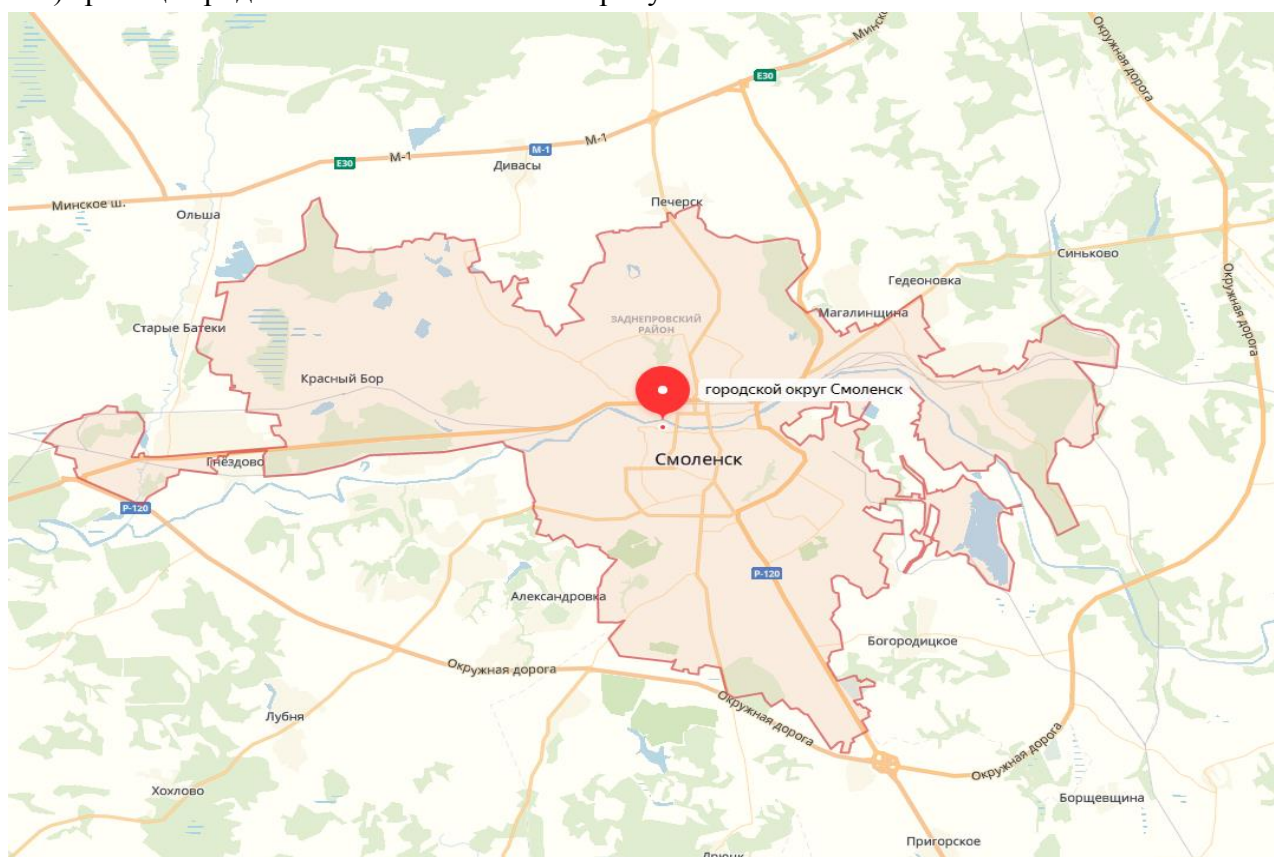 Минск
Окружная дорога
E30
М-1
E30
М-1
М-1
Дивасы
Минское ш.
Ольша
Печерск
Синьково
Гедеоновка
Магалинщина
ЗАДНЕПРОВСКИЙ
РАЙОН
Старые Батеки
Окружная дорога
Красный Бор
городской округ Смоленск
Гнёздово
Смоленск
Р-120
Р-120
Александровка
Богородицкое
Окружная дорога
Лубня
Окружная дорога
Окружная дорога
Хохлово
Борщевщина
Пригорское